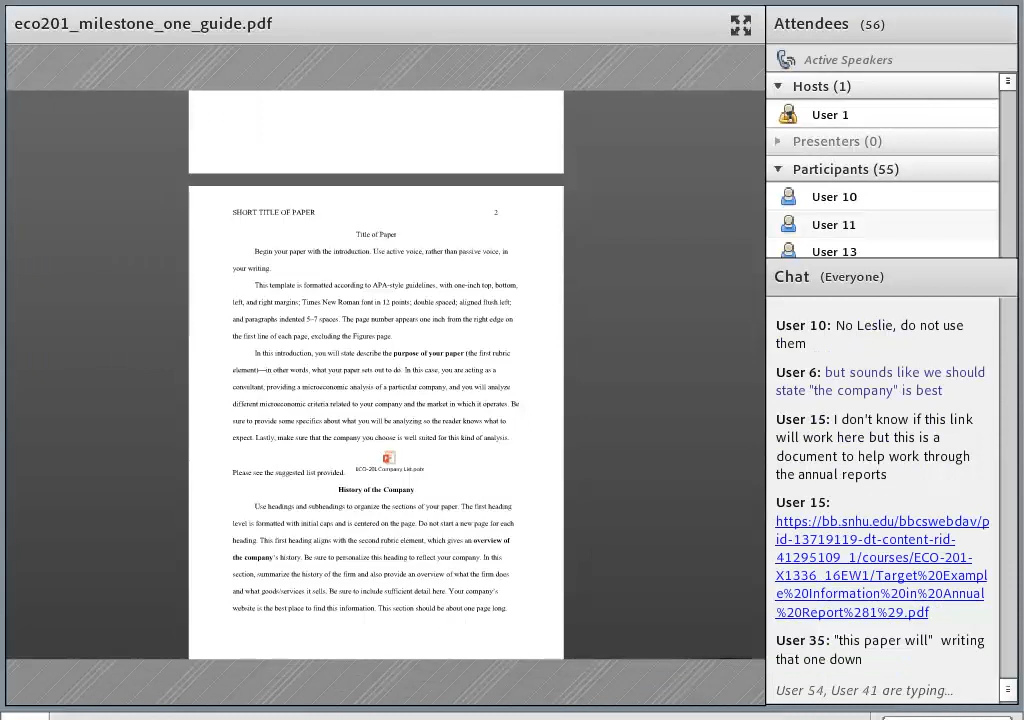 eco201_milestone_one_guide.pdf
SHORT TITLE OF PAPER 2
Title of Paper
Begin your paper with the introduction. Use active voice, rather than passive voice, in
your writing.
This template is formatted according to APA-style guidelines, with one-inch top, bottom,
left, and right margins; Times New Roman font in 12 points; double spaced; aligned flush left;
and paragraphs indented 5–7 spaces. The page number appears one inch from the right edge on
the first line of each page, excluding the Figures page.
In this introduction, you will state describe the purpose of your paper (the first rubric
element)—in other words, what your paper sets out to do. In this case, you are acting as a
consultant, providing a microeconomic analysis of a particular company, and you will analyze
different microeconomic criteria related to your company and the market in which it operates. Be
sure to provide some specifics about what you will be analyzing so the reader knows what to
expect. Lastly, make sure that the company you choose is well suited for this kind of analysis.
Please see the suggested list provided.
ECO-201 Company List.potx
History of the Company
Use headings and subheadings to organize the sections of your paper. The first heading
level is formatted with initial caps and is centered on the page. Do not start a new page for each
heading. This first heading aligns with the second rubric element, which gives an overview of
the company's history. Be sure to personalize this heading to reflect your company. In this
section, summarize the history of the firm and also provide an overview of what the firm does
and what goods/services it sells. Be sure to include sufficient detail here. Your company's
website is the best place to find this information. This section should be about one page long.
Attendees (56)
Active Speakers
Hosts (1)
User 1
Presenters (0)
Participants (55)
User 10
User 11
User 13
Chat (Everyone)
User 10: No Leslie, do not use
them
User 6: but sounds like we should
state "the company" is best
User 15: I don't know if this link
will work here but this is a
document to help work through
the annual reports
User 15:
https://bb.snhu.edu/bbcswebdav/p
id-13719119-dt-content-rid-
41295109_1/courses/ECO-201-
X1336_16EW1/Target%20Exampl
e%20Information%20in%20Annual
%20Report%281%29.pdf
User 35: "this paper will" writing
that one down
User 54, User 41 are typing...